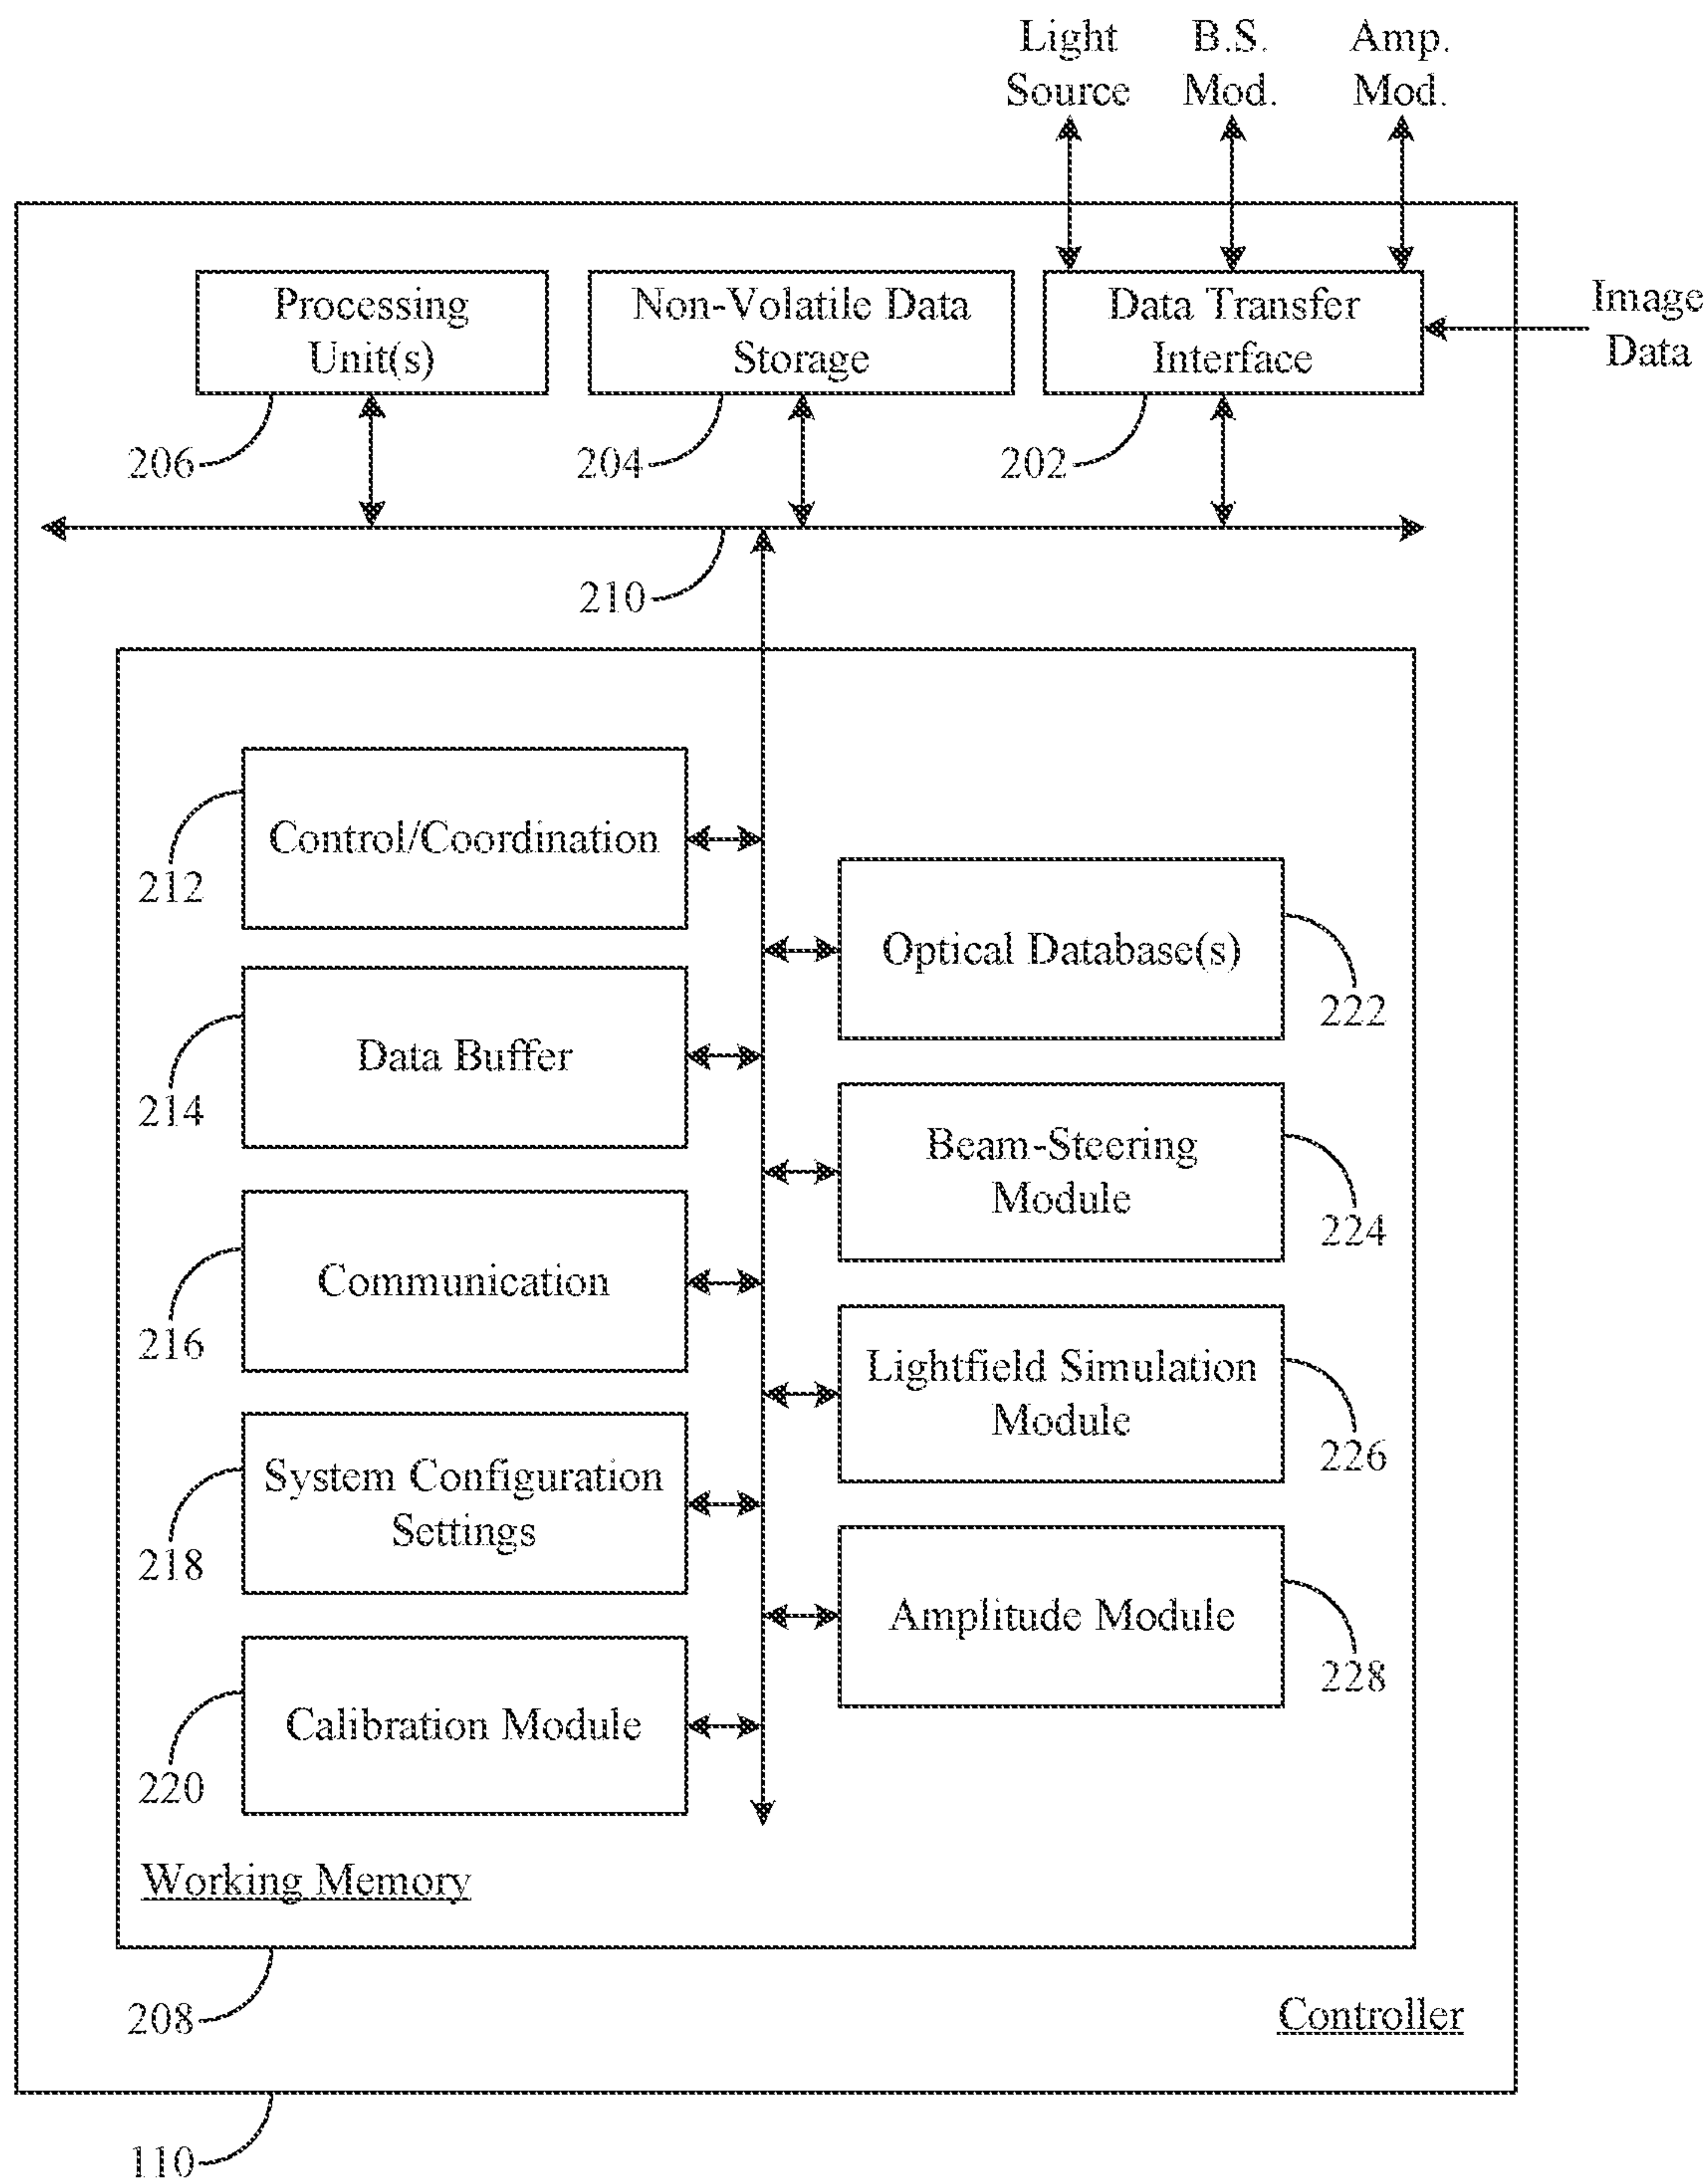 Light
Source
B.S.
Mod.
Amp.
Mod.
Processing
Unit(s)
Non-Volatile Data
Storage
Data Transfer
Interface
Image
Data
206
204
202
210
Control/Coordination
212
Optical Database(s)
222
Data Buffer
214
Beam-Steering
Module
224
Communication
216
Lightfield Simulation
Module
226
System Configuration
Settings
218
Amplitude Module
228
Calibration Module
220
Working Memory
208
Controller
110